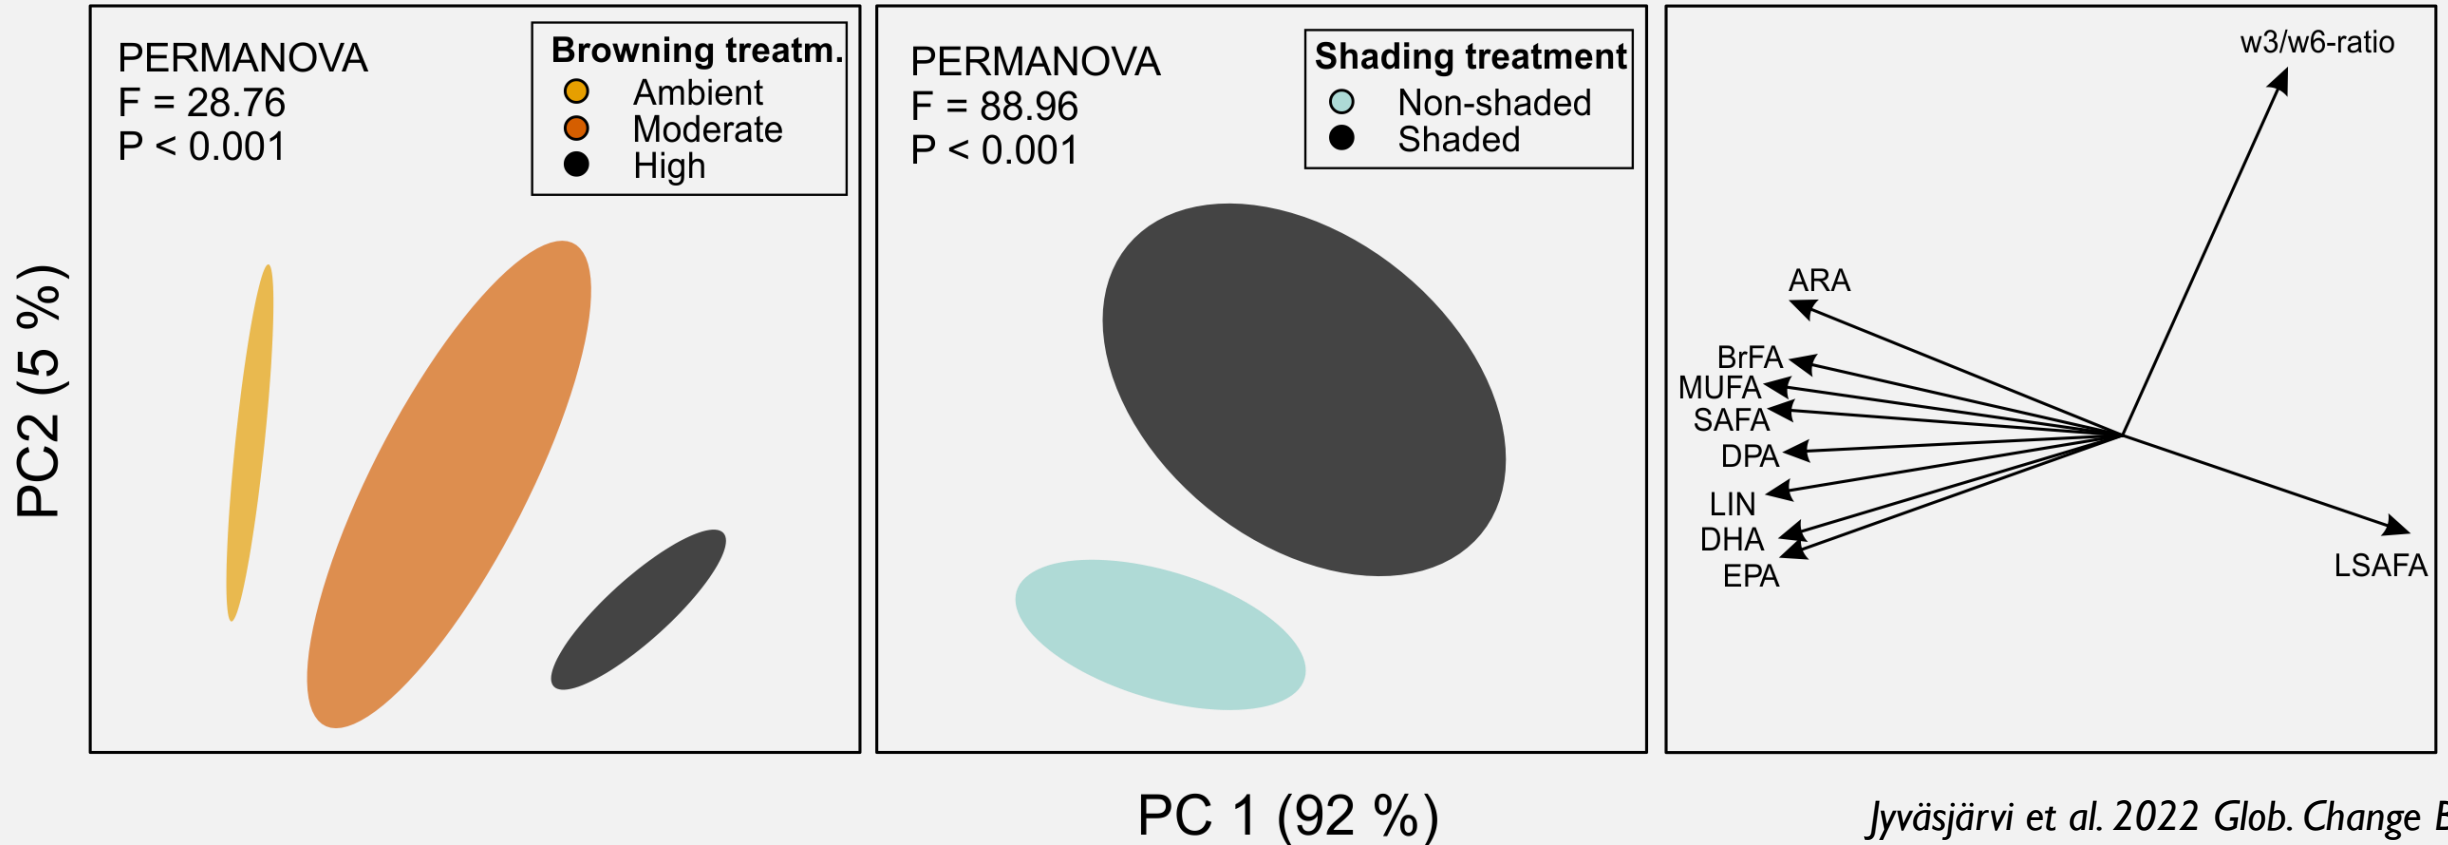 PERMANOVA
F = 28.76
P < 0.001
Browning treatm.
Ambient
Moderate
High
PERMANOVA
F = 88.96
P < 0.001
Shading treatment
Non-shaded
Shaded
w3/w6-ratio
ARA
BrFA
MUFA
SAFA
DPA
LIN
DHA
EPA
LSAFA
PC2 (5 %)
PC 1 (92 %)
Jyväsjärvi et al. 2022 Glob. Change